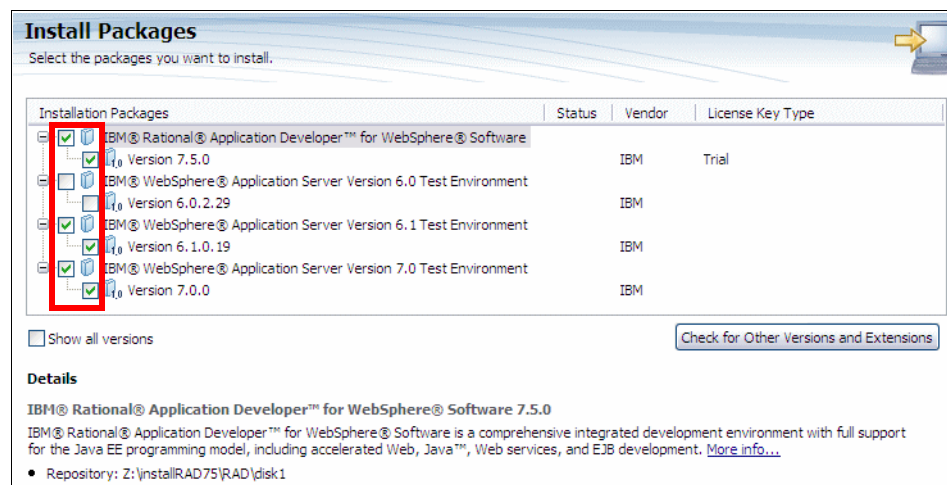 Install Packages
Select the packages you want to install.
Installation Packages Status Vendor License Key Type
IBM® Rational® Application Developer™ for WebSphere® Software
Version 7.5.0 IBM Trial
IBM® WebSphere® Application Server Version 6.0 Test Environment
Version 6.0.2.29 IBM
IBM® WebSphere® Application Server Version 6.1 Test Environment
Version 6.1.0.19 IBM
IBM® WebSphere® Application Server Version 7.0 Test Environment
Version 7.0.0 IBM
Show all versions Check for Other Versions and Extensions
Details
IBM® Rational® Application Developer™ for WebSphere® Software 7.5.0
IBM® Rational® Application Developer™ for WebSphere® Software is a comprehensive integrated development environment with full support
for the Java EE programming model, including accelerated Web, Java™, Web services, and EJB development. More info...
• Repository: Z:\installRAD75\RAD\disk1